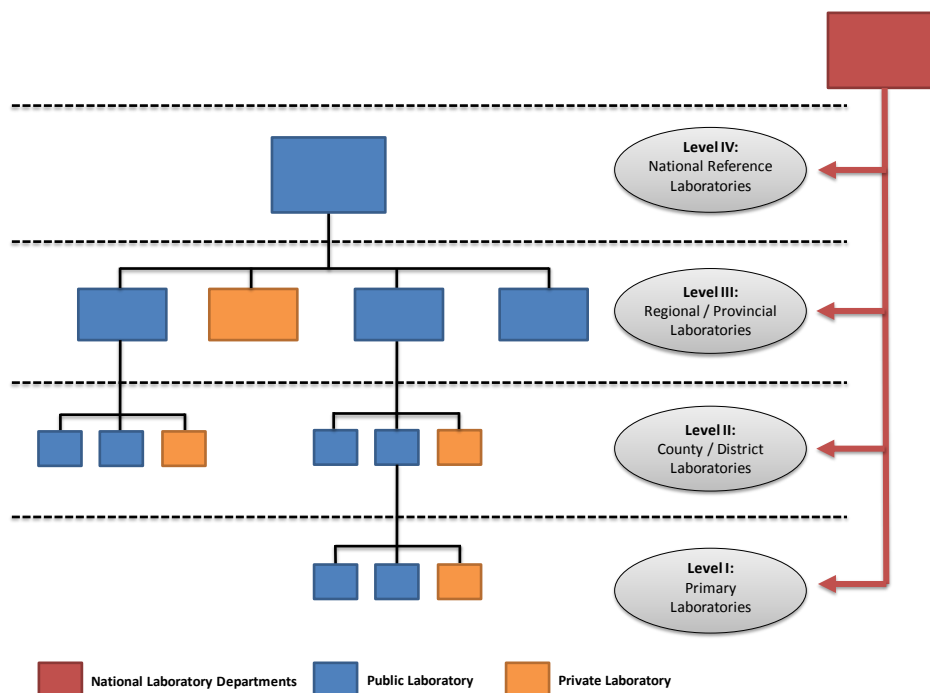 Level IV:
National Reference
Laboratories
Level III:
Regional / Provincial
Laboratories
Level II:
County / District
Laboratories
Level I:
Primary
Laboratories
National Laboratory Departments
Public Laboratory
Private Laboratory